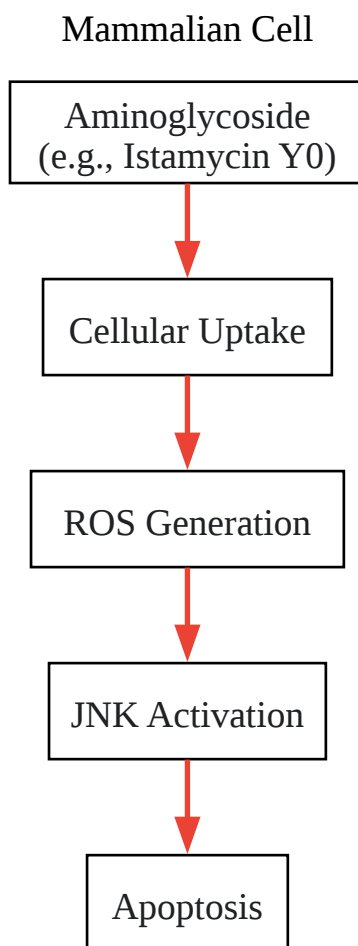 Mammalian Cell
Aminoglycoside
(e.g., Istamycin Y0)
Cellular Uptake
ROS Generation
JNK Activation
Apoptosis